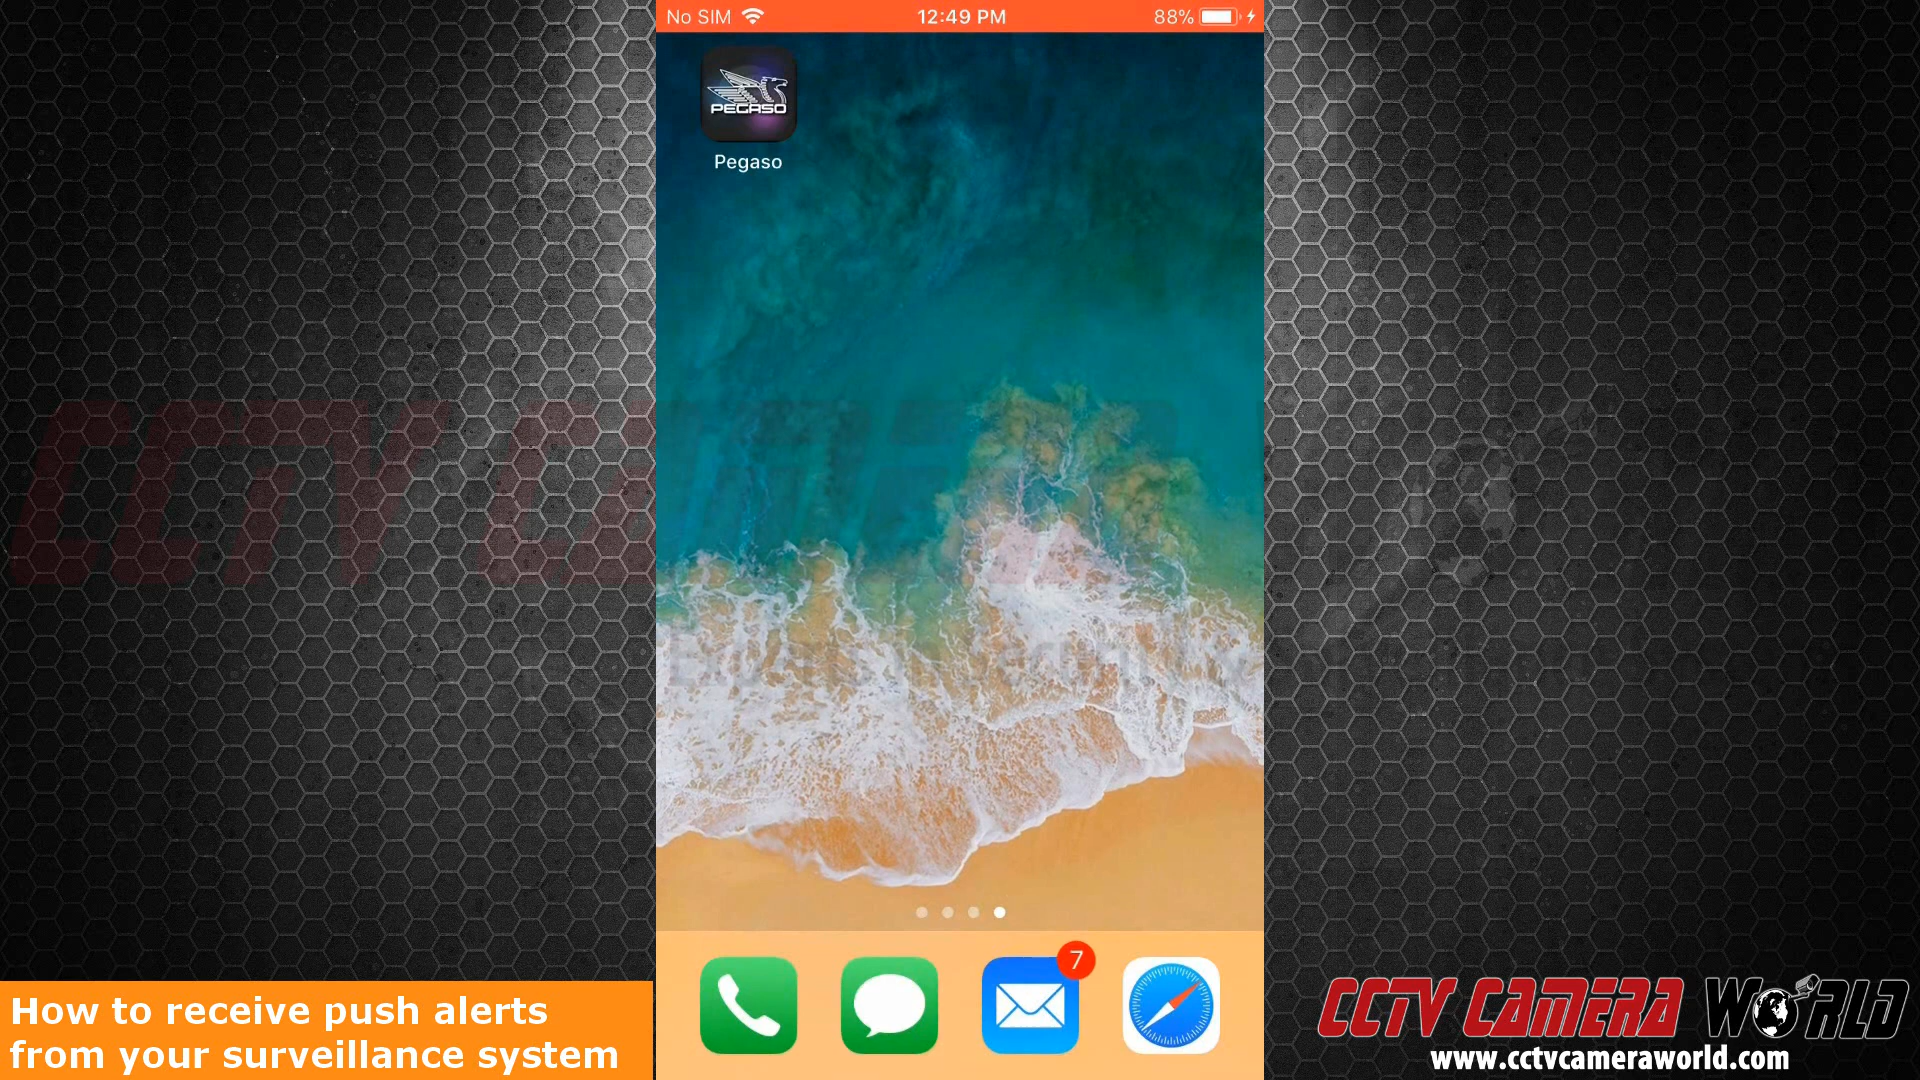 No SIM 12:49 PM 88%
PEGASO
Pegaso
7
How to receive push alerts
from your surveillance system
CCTV CAMERA WORLD
www.cctvcameraworld.com